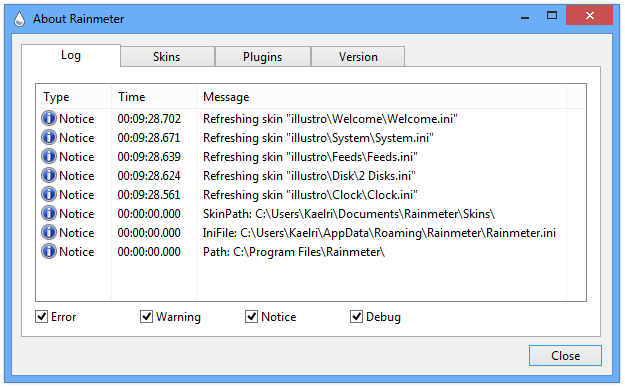 About Rainmeter
Log Skins Plugins Version
Type Time Message
Notice 00:09:28.702 Refreshing skin "illustro\Welcome\Welcome.ini"
Notice 00:09:28.671 Refreshing skin "illustro\System\System.ini"
Notice 00:09:28.639 Refreshing skin "illustro\Feeds\Feeds.ini"
Notice 00:09:28.624 Refreshing skin "illustro\Disk\2 Disks.ini"
Notice 00:09:28.561 Refreshing skin "illustro\Clock\Clock.ini"
Notice 00:00:00.000 SkinPath: C:\Users\Kaelri\Documents\Rainmeter\Skins\
Notice 00:00:00.000 IniFile: C:\Users\Kaelri\AppData\Roaming\Rainmeter\Rainmeter.ini
Notice 00:00:00.000 Path: C:\Program Files\Rainmeter\
Error Warning Notice Debug
Close